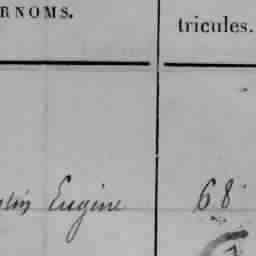 RNOMS.
tricules.
Eugène 68